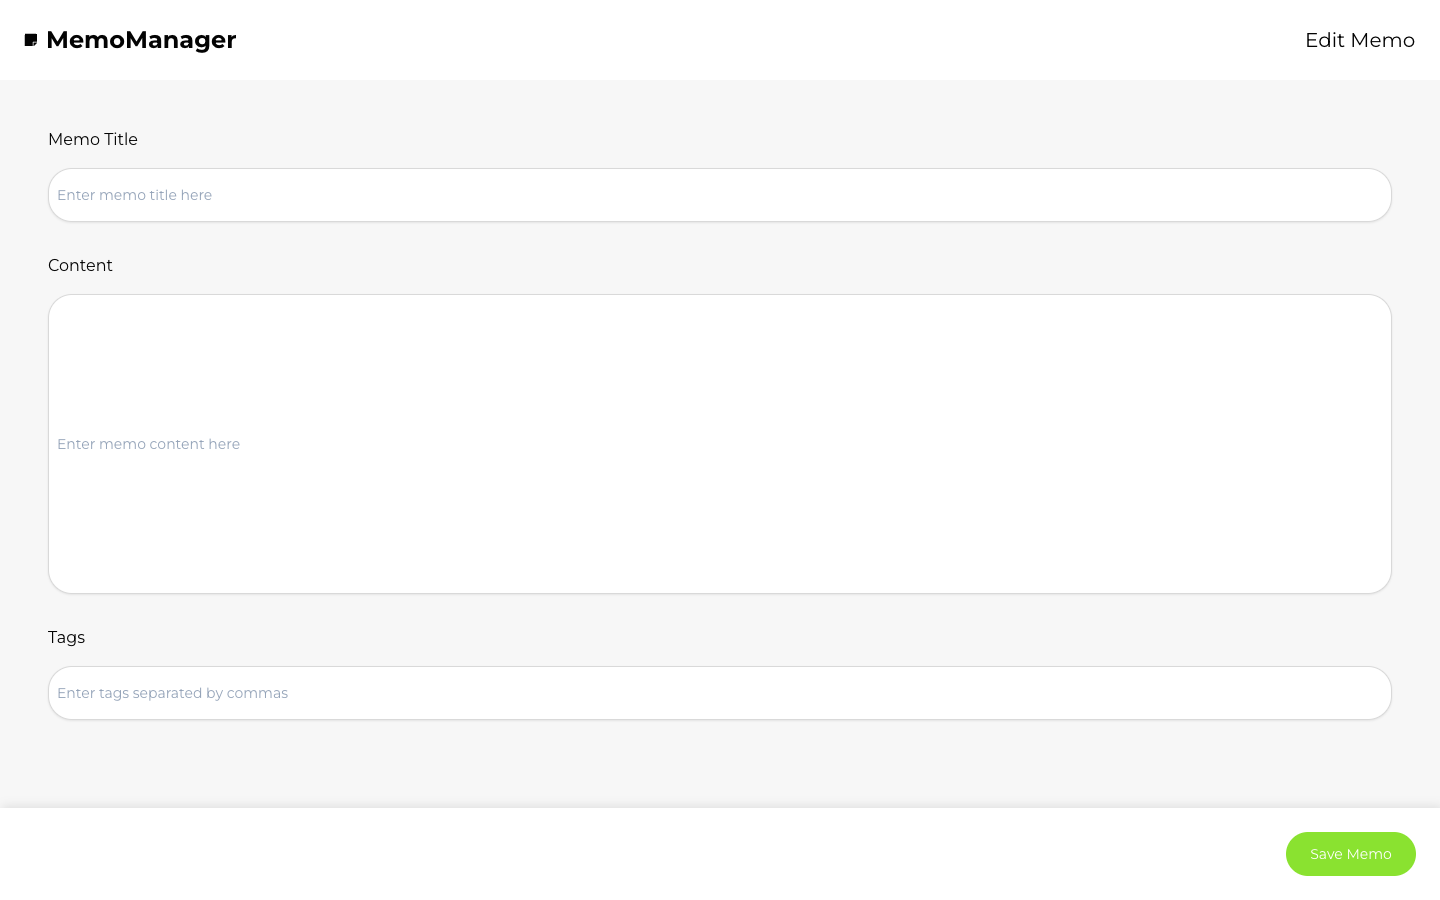 MemoManager
Edit Memo
Memo Title
Enter memo title here
Content
Enter memo content here
Tags
Enter tags separated by commas
Save Memo